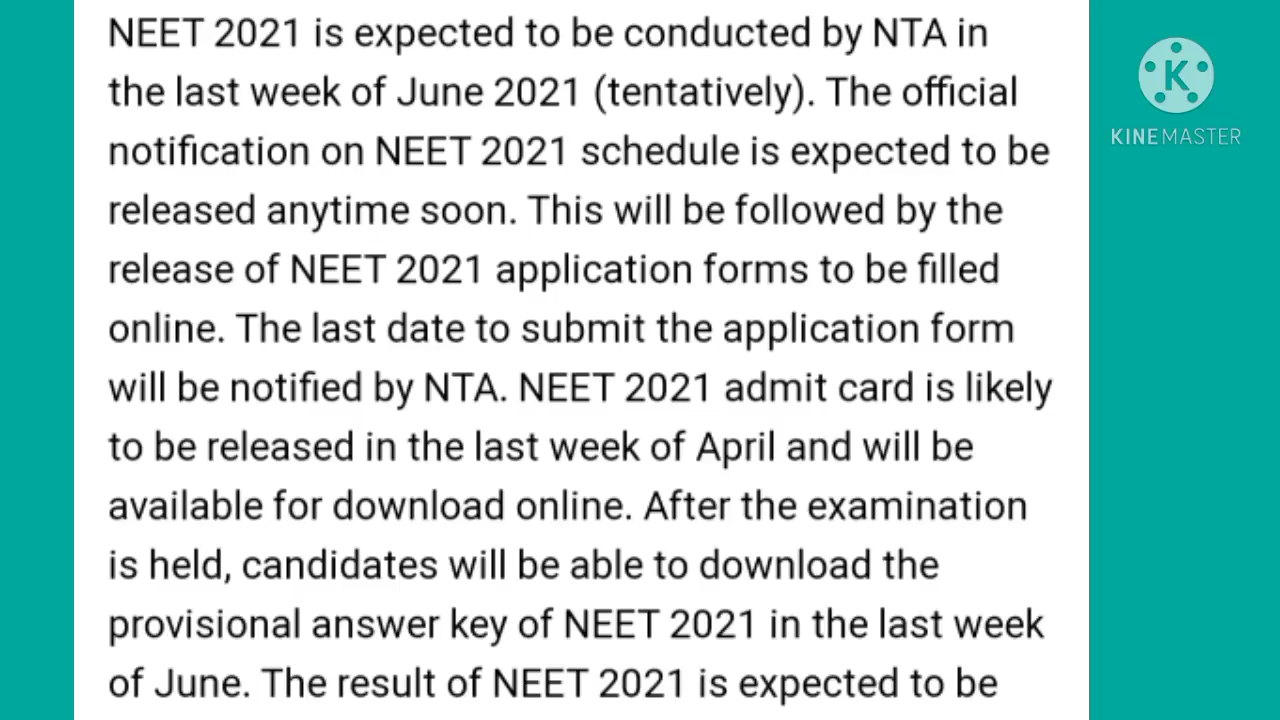 NEET 2021 is expected to be conducted by NTA in
the last week of June 2021 (tentatively). The official
notification on NEET 2021 schedule is expected to be
released anytime soon. This will be followed by the
release of NEET 2021 application forms to be filled
online. The last date to submit the application form
will be notified by NTA. NEET 2021 admit card is likely
to be released in the last week of April and will be
available for download online. After the examination
is held, candidates will be able to download the
provisional answer key of NEET 2021 in the last week
of June. The result of NEET 2021 is expected to be
K
KINEMASTER